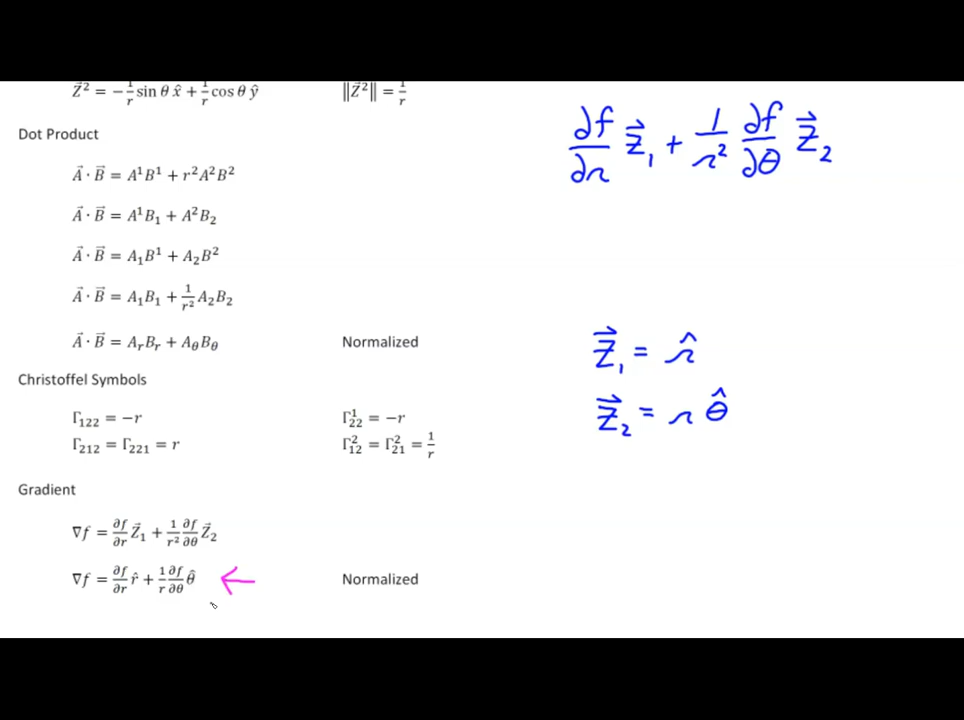 Z⃗² = −1/r sin θ x̂ + 1/r cos θ ŷ    ‖Z⃗²‖ = 1/r
Dot Product
A⃗ · B⃗ = A¹B¹ + r²A²B²
A⃗ · B⃗ = A¹B₁ + A²B₂
A⃗ · B⃗ = A₁B¹ + A₂B²
A⃗ · B⃗ = A₁B₁ + 1/r² A₂B₂
A⃗ · B⃗ = AᵣBᵣ + A_θB_θ    Normalized
Christoffel Symbols
Γ₁₂₂ = −r    Γ¹₂₂ = −r
Γ₂₁₂ = Γ₂₂₁ = r    Γ²₁₂ = Γ²₂₁ = 1/r
Gradient
∇f = ∂f/∂r Z⃗₁ + 1/r² ∂f/∂θ Z⃗₂
∇f = ∂f/∂r r̂ + 1/r ∂f/∂θ θ̂    Normalized
∂f/∂r Z⃗₁ + 1/r² ∂f/∂θ Z⃗₂
Z⃗₁ = r̂
Z⃗₂ = r θ̂